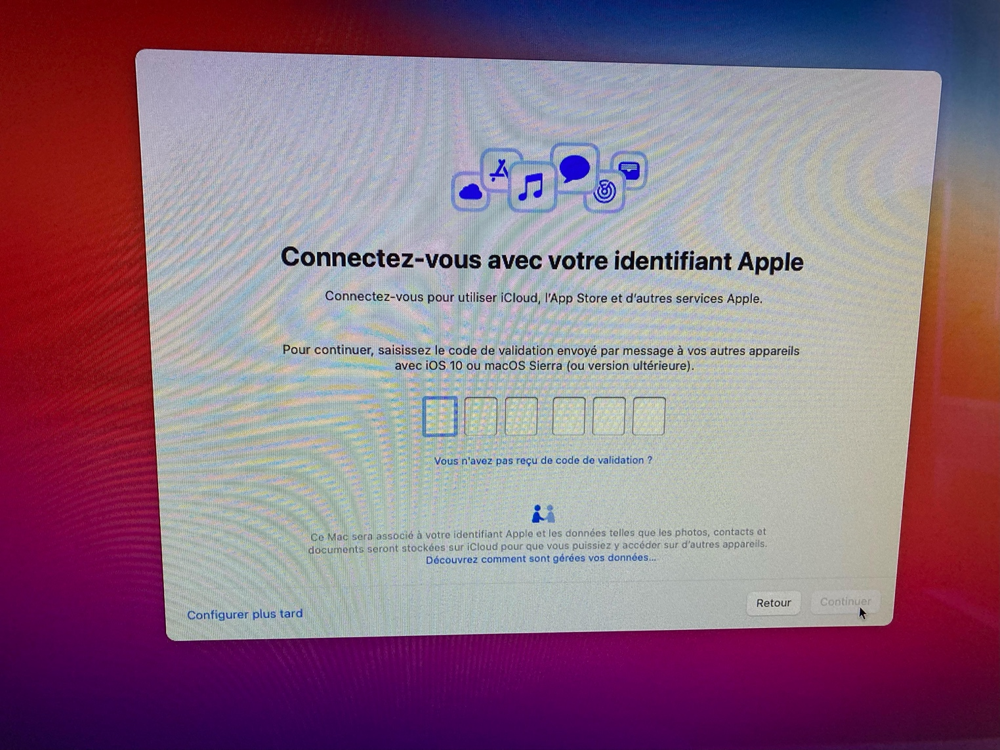 Connectez-vous avec votre identifiant Apple
Connectez-vous pour utiliser iCloud, l'App Store et d'autres services Apple.
Pour continuer, saisissez le code de validation envoyé par message à vos autres appareils
avec iOS 10 ou macOS Sierra (ou version ultérieure).
Vous n'avez pas reçu de code de validation ?
Ce Mac sera associé à votre identifiant Apple et les données telles que les photos, contacts et
documents seront stockées sur iCloud pour que vous puissiez y accéder sur d'autres appareils.
Découvrez comment sont gérées vos données...
Configurer plus tard
Retour
Continuer